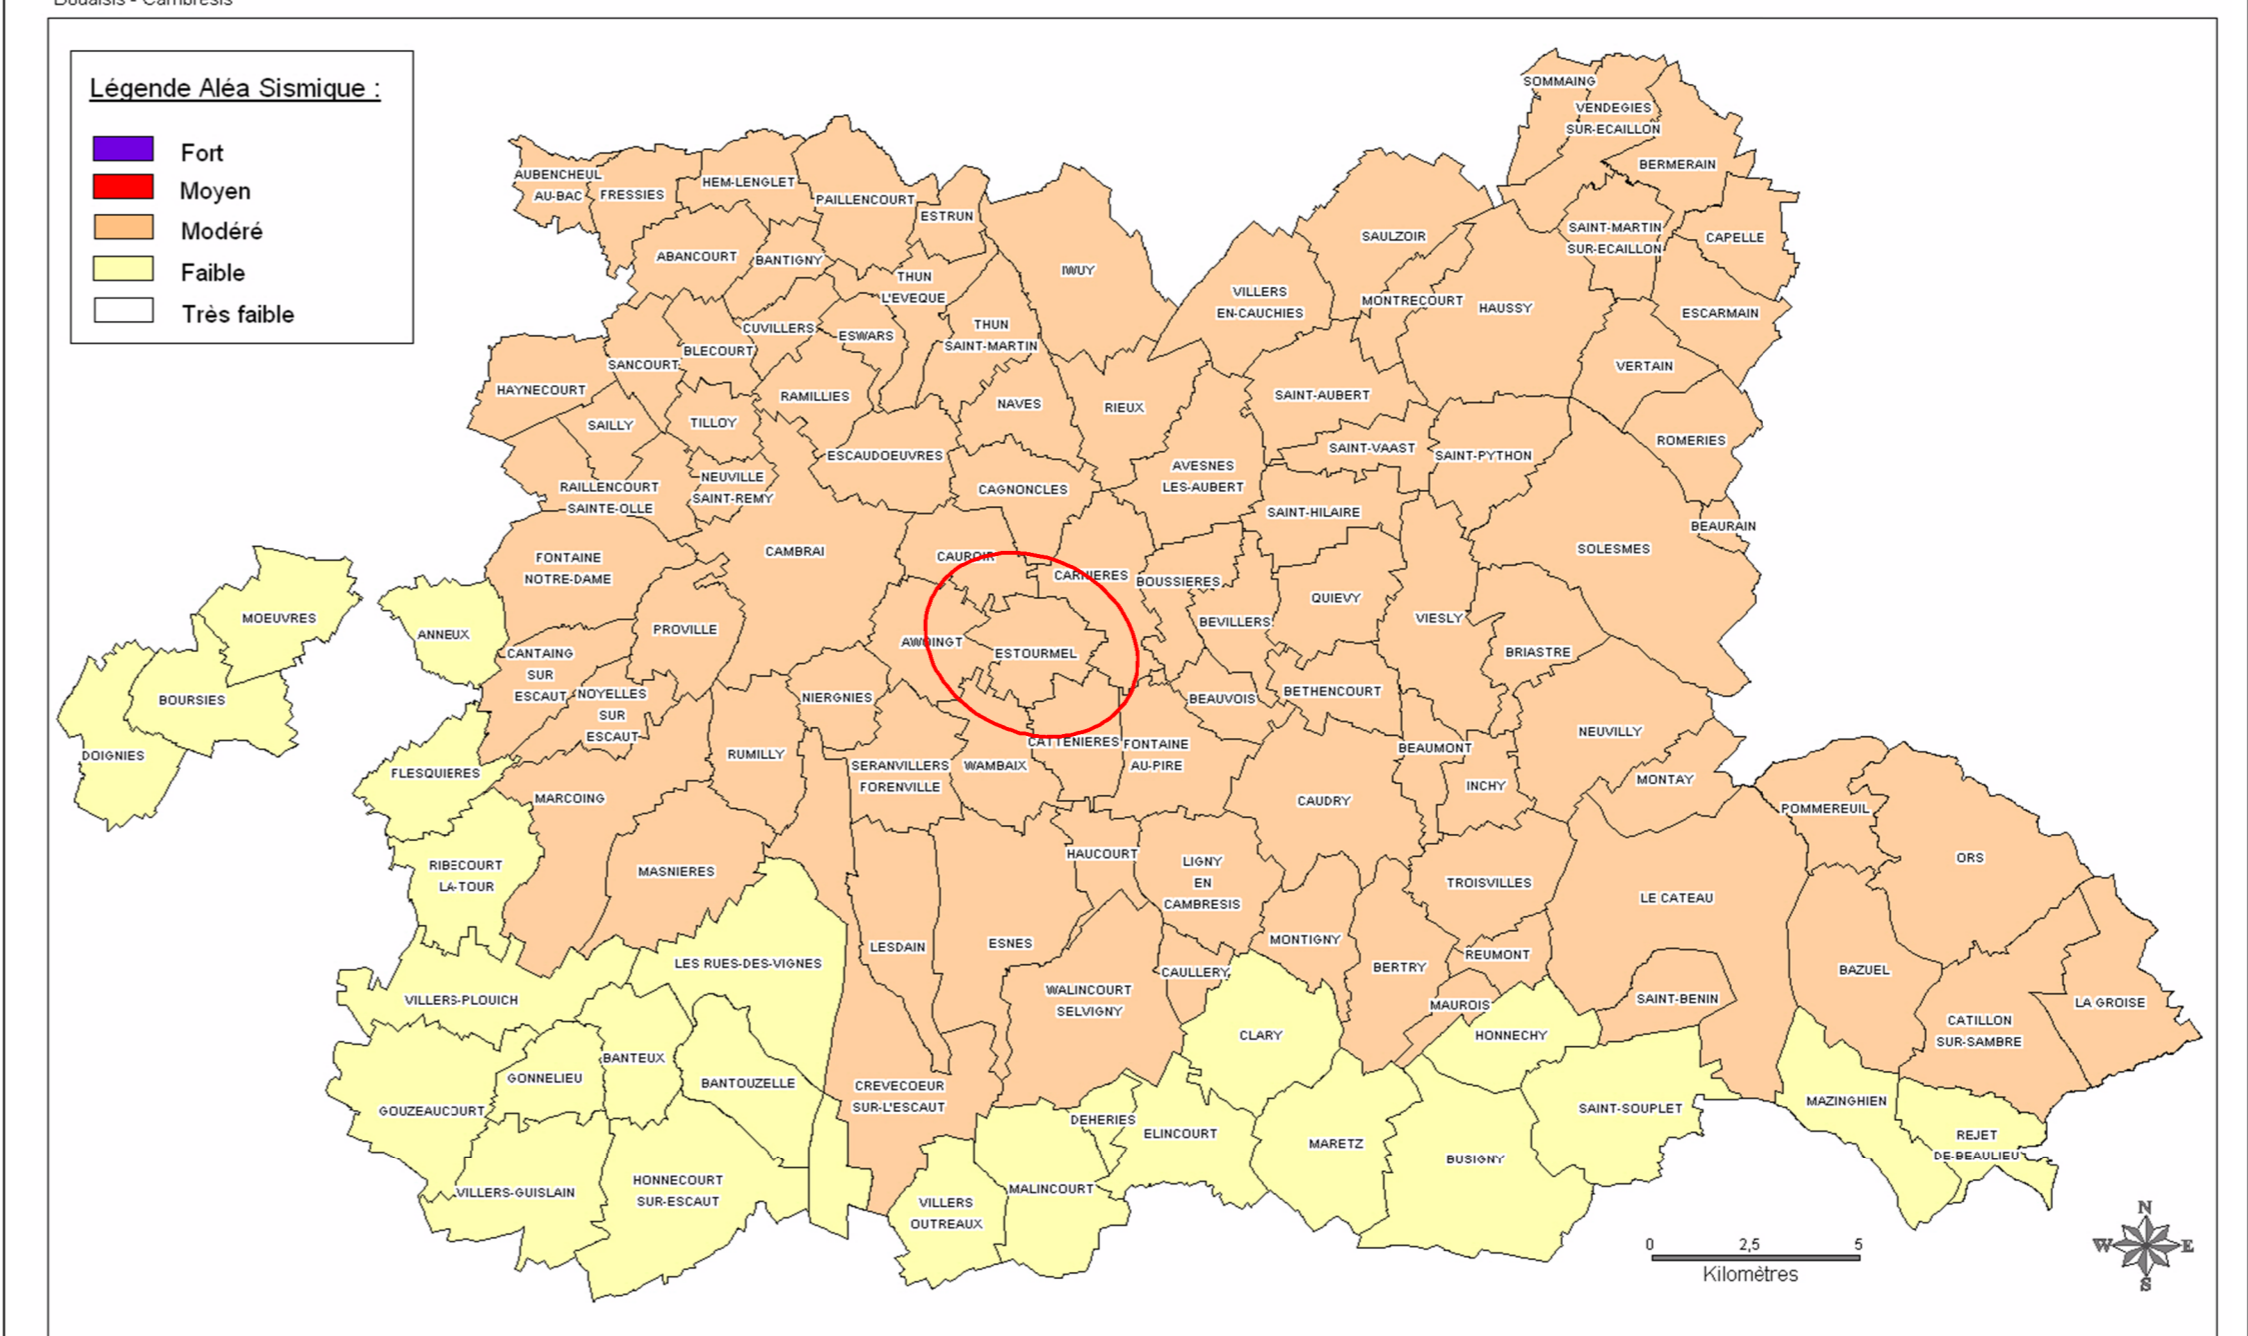 Douaisis - Cambrésis
Légende Aléa Sismique :
Fort
Moyen
Modéré
Faible
Très faible
SOMMAING
VENDEGIES
SUR-ECAILLON
BERMERAIN
AUBENCHEUL
AU-BAC
FRESSIES
HEM-LENGLET
PAILLENCOURT
ESTRUN
SAINT-MARTIN
SUR-ECAILLON
CAPELLE
SAULZOIR
ABANCOURT
BANTIGNY
THUN
L'EVEQUE
IWUY
VILLERS
EN-CAUCHIES
MONTRECOURT
HAUSSY
ESCARMAIN
CUVILLERS
ESWARS
THUN
SAINT-MARTIN
SANCOURT
BLECOURT
VERTAIN
HAYNECOURT
RAMILLIES
NAVES
RIEUX
SAINT-AUBERT
SAILLY
TILLOY
ROMERIES
ESCAUDOEUVRES
SAINT-VAAST
SAINT-PYTHON
AVESNES
LES-AUBERT
NEUVILLE
SAINT-REMY
RAILLENCOURT
SAINTE-OLLE
CAGNONCLES
SAINT-HILAIRE
BEAURAIN
FONTAINE
NOTRE-DAME
CAMBRAI
CAUROIR
SOLESMES
CARNIERES
BOUSSIERES
QUIEVY
MOEUVRES
ANNEUX
PROVILLE
AWOINGT
BEVILLERS
VIESLY
ESTOURMEL
BRIASTRE
CANTAING
SUR
ESCAUT
NOYELLES
SUR
ESCAUT
BOURSIES
NIERGNIES
BEAUVOIS
BETHENCOURT
NEUVILLY
DOIGNIES
RUMILLY
CATTENIERES
FONTAINE
AU-PIRE
BEAUMONT
FLESQUIERES
SERANVILLERS
FORENVILLE
WAMBAIX
INCHY
MONTAY
MARCOING
CAUDRY
POMMEREUIL
RIBECOURT
LA-TOUR
MASNIERES
HAUCOURT
LIGNY
EN
CAMBRESIS
TROISVILLES
LE CATEAU
ORS
LESDAIN
ESNES
MONTIGNY
REUMONT
LES RUES-DES-VIGNES
CAULLERY
BERTRY
BAZUEL
VILLERS-PLOUICH
WALINCOURT
SELVIGNY
MAUROIS
SAINT-BENIN
LA GROISE
CLARY
HONNECHY
CATILLON
SUR-SAMBRE
BANTEUX
GONNELIEU
BANTOUZELLE
CREVECOEUR
SUR-L'ESCAUT
GOUZEAUCOURT
DEHERIES
ELINCOURT
SAINT-SOUPLET
MAZINGHIEN
MARETZ
BUSIGNY
REJET
DE-BEAULIEU
VILLERS-GUISLAIN
HONNECOURT
SUR-ESCAUT
VILLERS
OUTREAUX
MALINCOURT
0 2,5 5
Kilomètres
N
W E
S